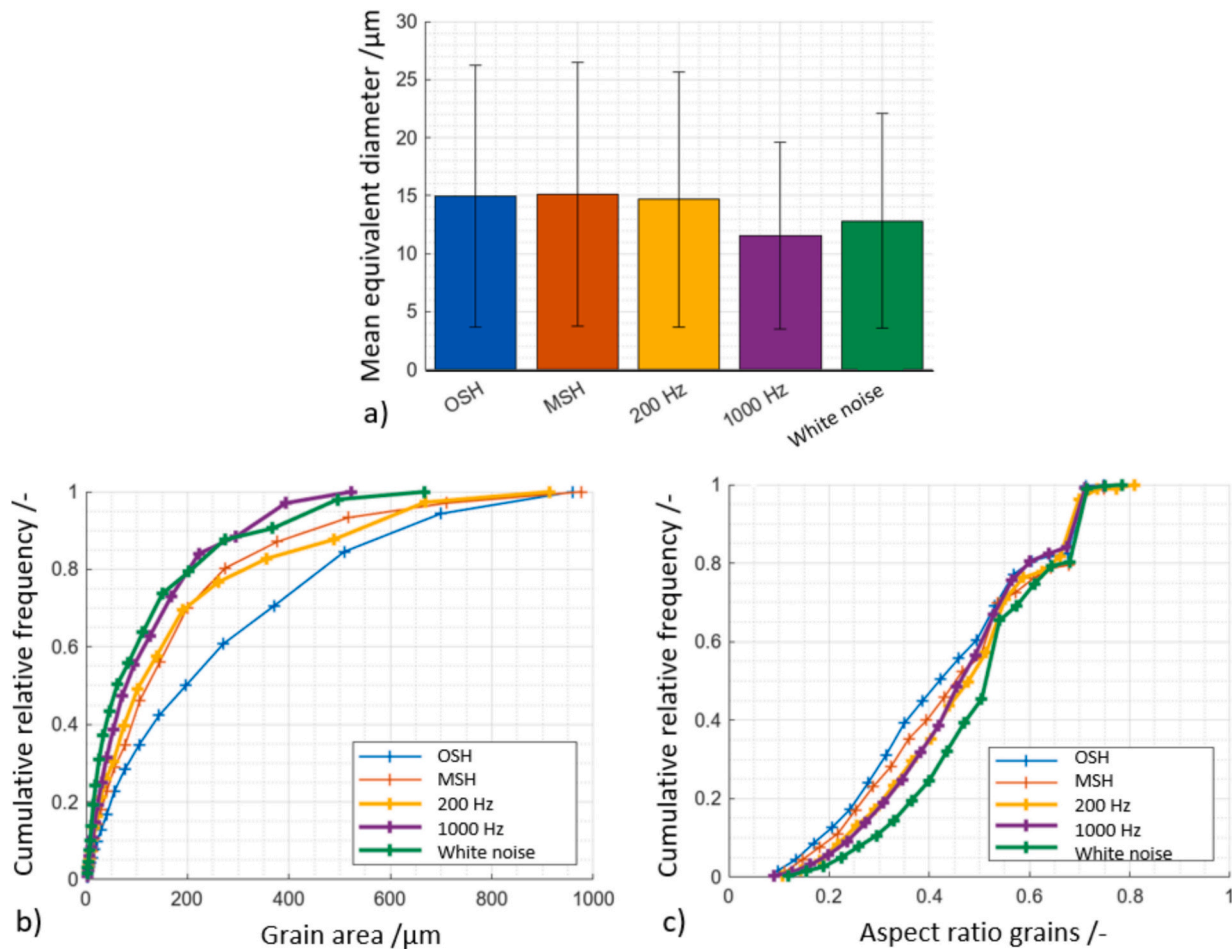 Mean equivalent diameter /µm
30
25
20
15
10
5
0
OSH
MSH
200 Hz
1000 Hz
White noise
a)
Cumulative relative frequency /-
1
0.8
0.6
0.4
0.2
0
0
200
400
600
800
1000
OSH
MSH
200 Hz
1000 Hz
White noise
b)
Grain area /µm
Cumulative relative frequency /-
1
0.8
0.6
0.4
0.2
0
0
0.2
0.4
0.6
0.8
1
OSH
MSH
200 Hz
1000 Hz
White noise
c)
Aspect ratio grains /-